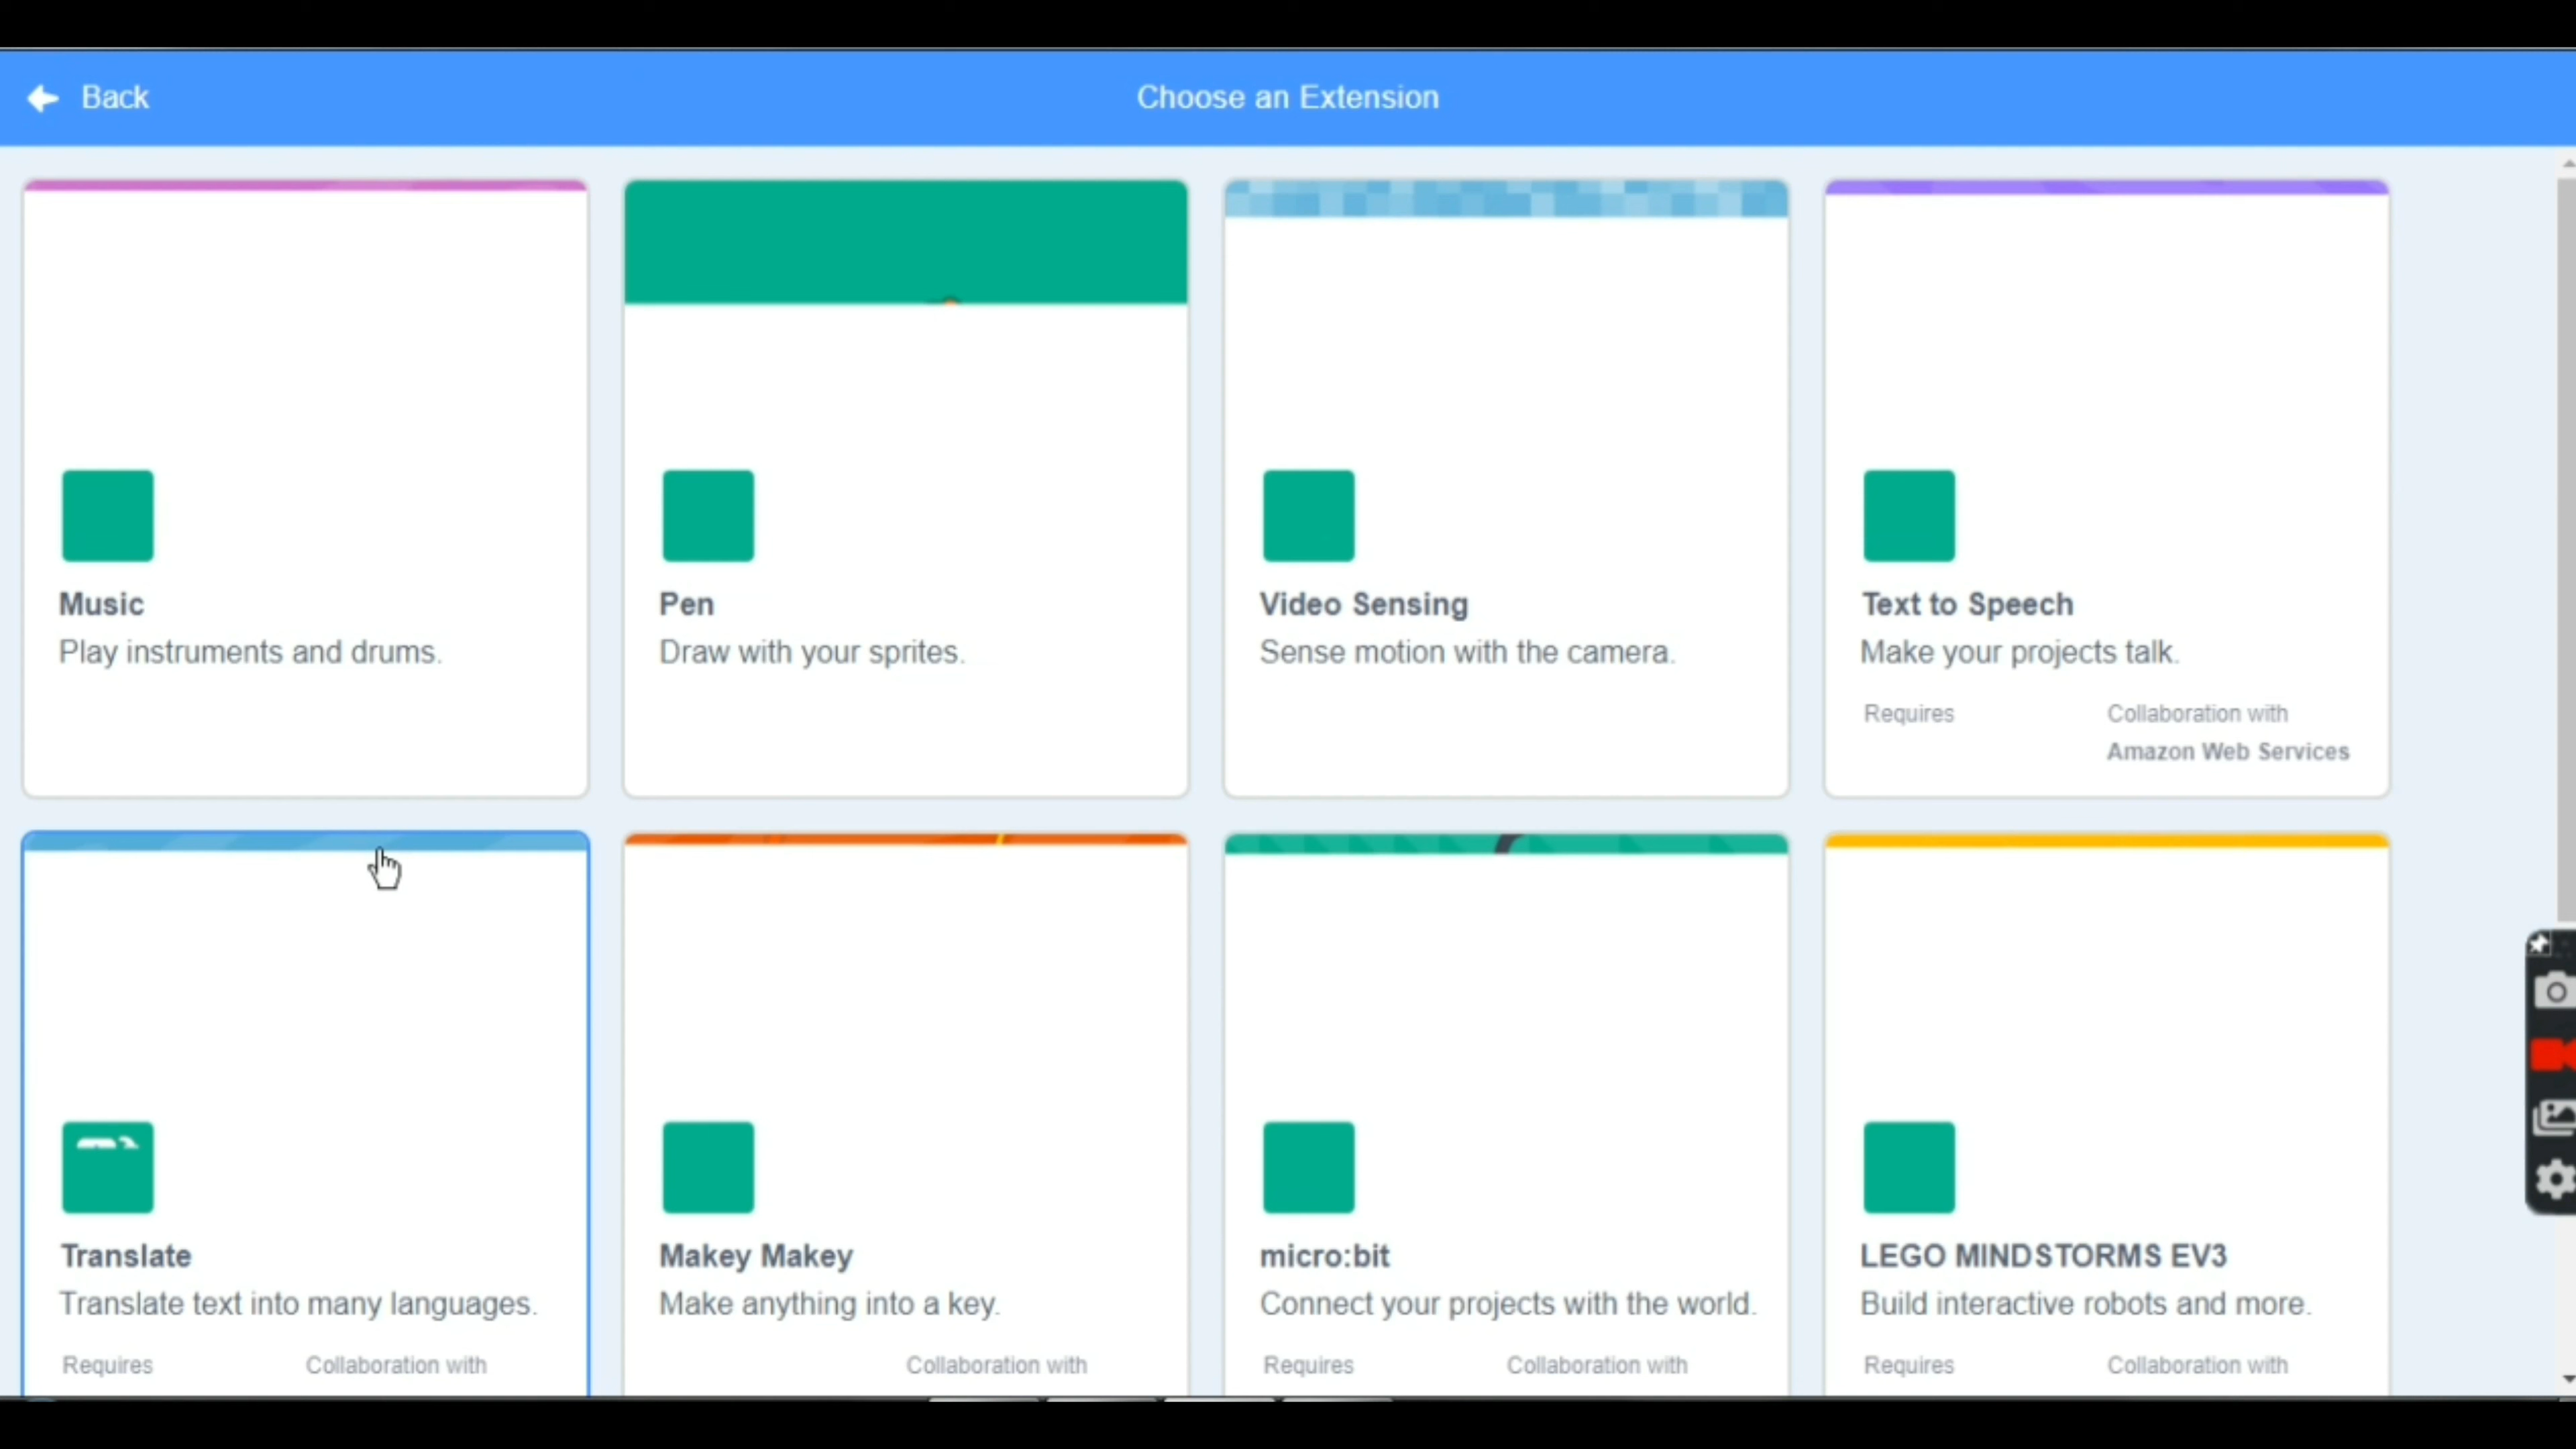 Back
Choose an Extension
Music
Play instruments and drums.
Pen
Draw with your sprites.
Video Sensing
Sense motion with the camera.
Text to Speech
Make your projects talk.
Requires
Collaboration with
Amazon Web Services
Translate
Translate text into many languages.
Requires
Collaboration with
Makey Makey
Make anything into a key.
Collaboration with
micro:bit
Connect your projects with the world.
Requires
Collaboration with
LEGO MINDSTORMS EV3
Build interactive robots and more.
Requires
Collaboration with